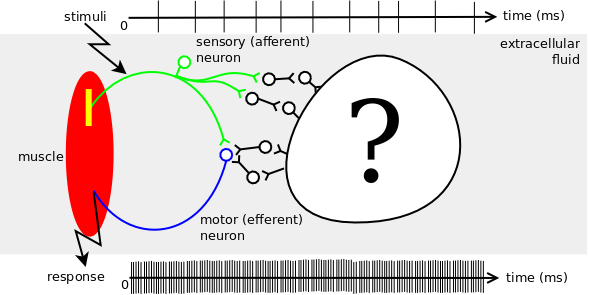 stimuli
0
time (ms)
sensory (afferent)
neuron
extracellular
fluid
?
muscle
motor (efferent)
neuron
response
0
time (ms)